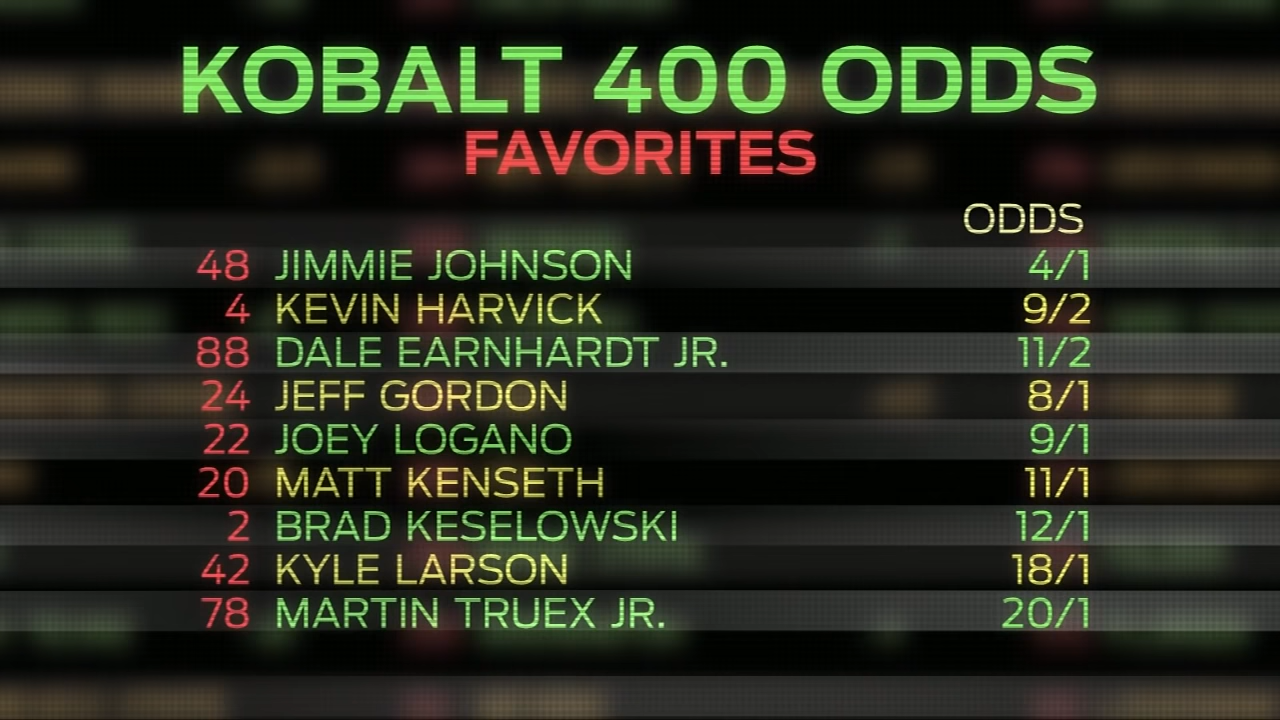 KOBALT 400 ODDS
FAVORITES
ODDS
48 JIMMIE JOHNSON 4/1
4 KEVIN HARVICK 9/2
88 DALE EARNHARDT JR. 11/2
24 JEFF GORDON 8/1
22 JOEY LOGANO 9/1
20 MATT KENSETH 11/1
2 BRAD KESELOWSKI 12/1
42 KYLE LARSON 18/1
78 MARTIN TRUEX JR. 20/1